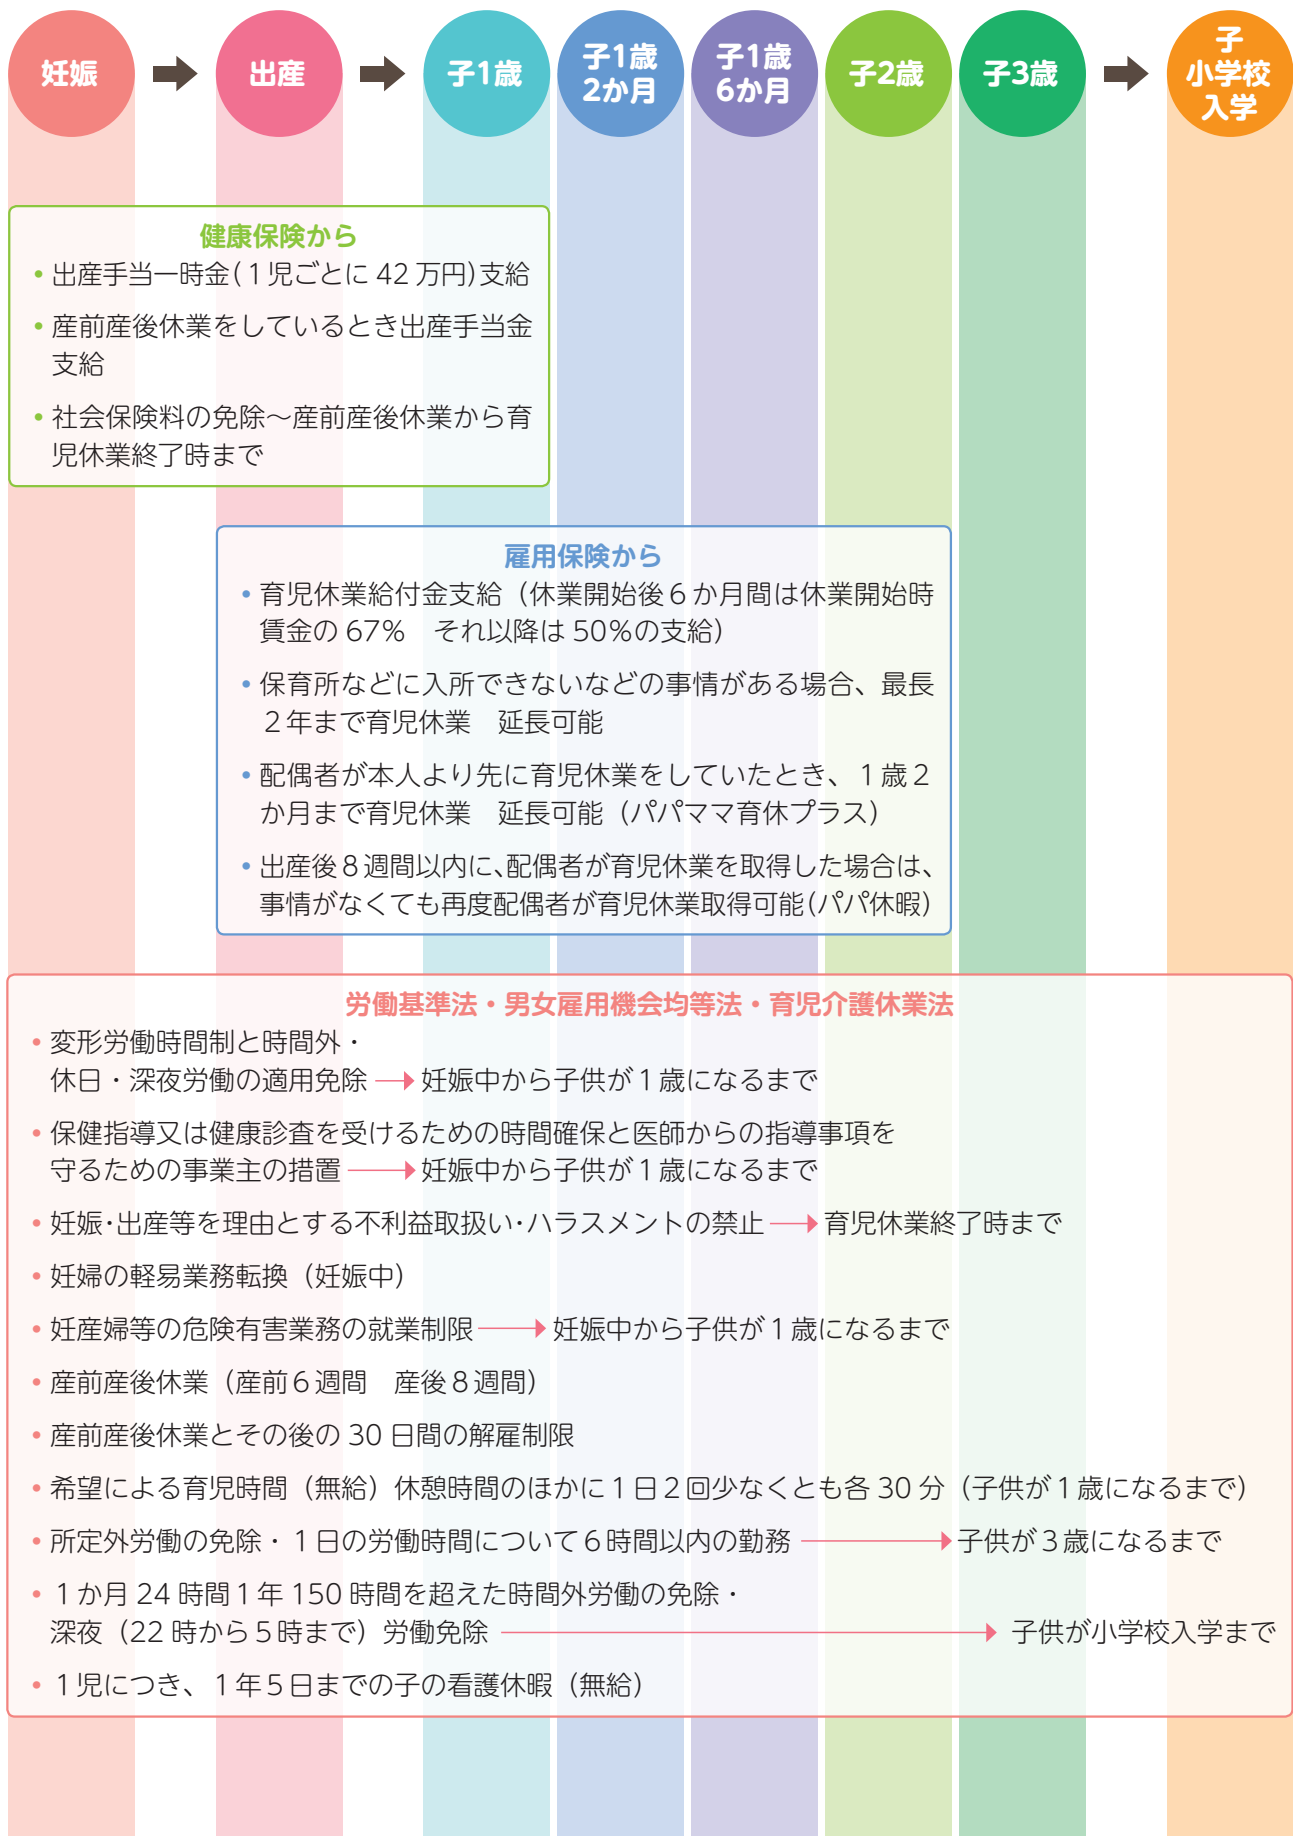 妊娠
出産
子1歳
子1歳
2か月
子1歳
6か月
子2歳
子3歳
子
小学校
入学
健康保険から
• 出産手当一時金（１児ごとに 42 万円）支給
• 産前産後休業をしているとき出産手当金
支給
• 社会保険料の免除～産前産後休業から育
児休業終了時まで
雇用保険から
• 育児休業給付金支給（休業開始後６か月間は休業開始時
賃金の 67%　それ以降は 50%の支給）
• 保育所などに入所できないなどの事情がある場合、最長
２年まで育児休業　延長可能
• 配偶者が本人より先に育児休業をしていたとき、１歳２
か月まで育児休業　延長可能（パパママ育休プラス）
• 出産後８週間以内に、配偶者が育児休業を取得した場合は、
事情がなくても再度配偶者が育児休業取得可能（パパ休暇）
労働基準法・男女雇用機会均等法・育児介護休業法
• 変形労働時間制と時間外・
休日・深夜労働の適用免除 → 妊娠中から子供が１歳になるまで
• 保健指導又は健康診査を受けるための時間確保と医師からの指導事項を
守るための事業主の措置 → 妊娠中から子供が１歳になるまで
• 妊娠・出産等を理由とする不利益取扱い・ハラスメントの禁止 → 育児休業終了時まで
• 妊婦の軽易業務転換（妊娠中）
• 妊産婦等の危険有害業務の就業制限 → 妊娠中から子供が１歳になるまで
• 産前産後休業（産前６週間　産後８週間）
• 産前産後休業とその後の 30 日間の解雇制限
• 希望による育児時間（無給）休憩時間のほかに１日２回少なくとも各 30 分（子供が１歳になるまで）
• 所定外労働の免除・１日の労働時間について６時間以内の勤務 → 子供が３歳になるまで
• １か月 24 時間１年 150 時間を超えた時間外労働の免除・
深夜（22 時から５時まで）労働免除 → 子供が小学校入学まで
• １児につき、１年５日までの子の看護休暇（無給）